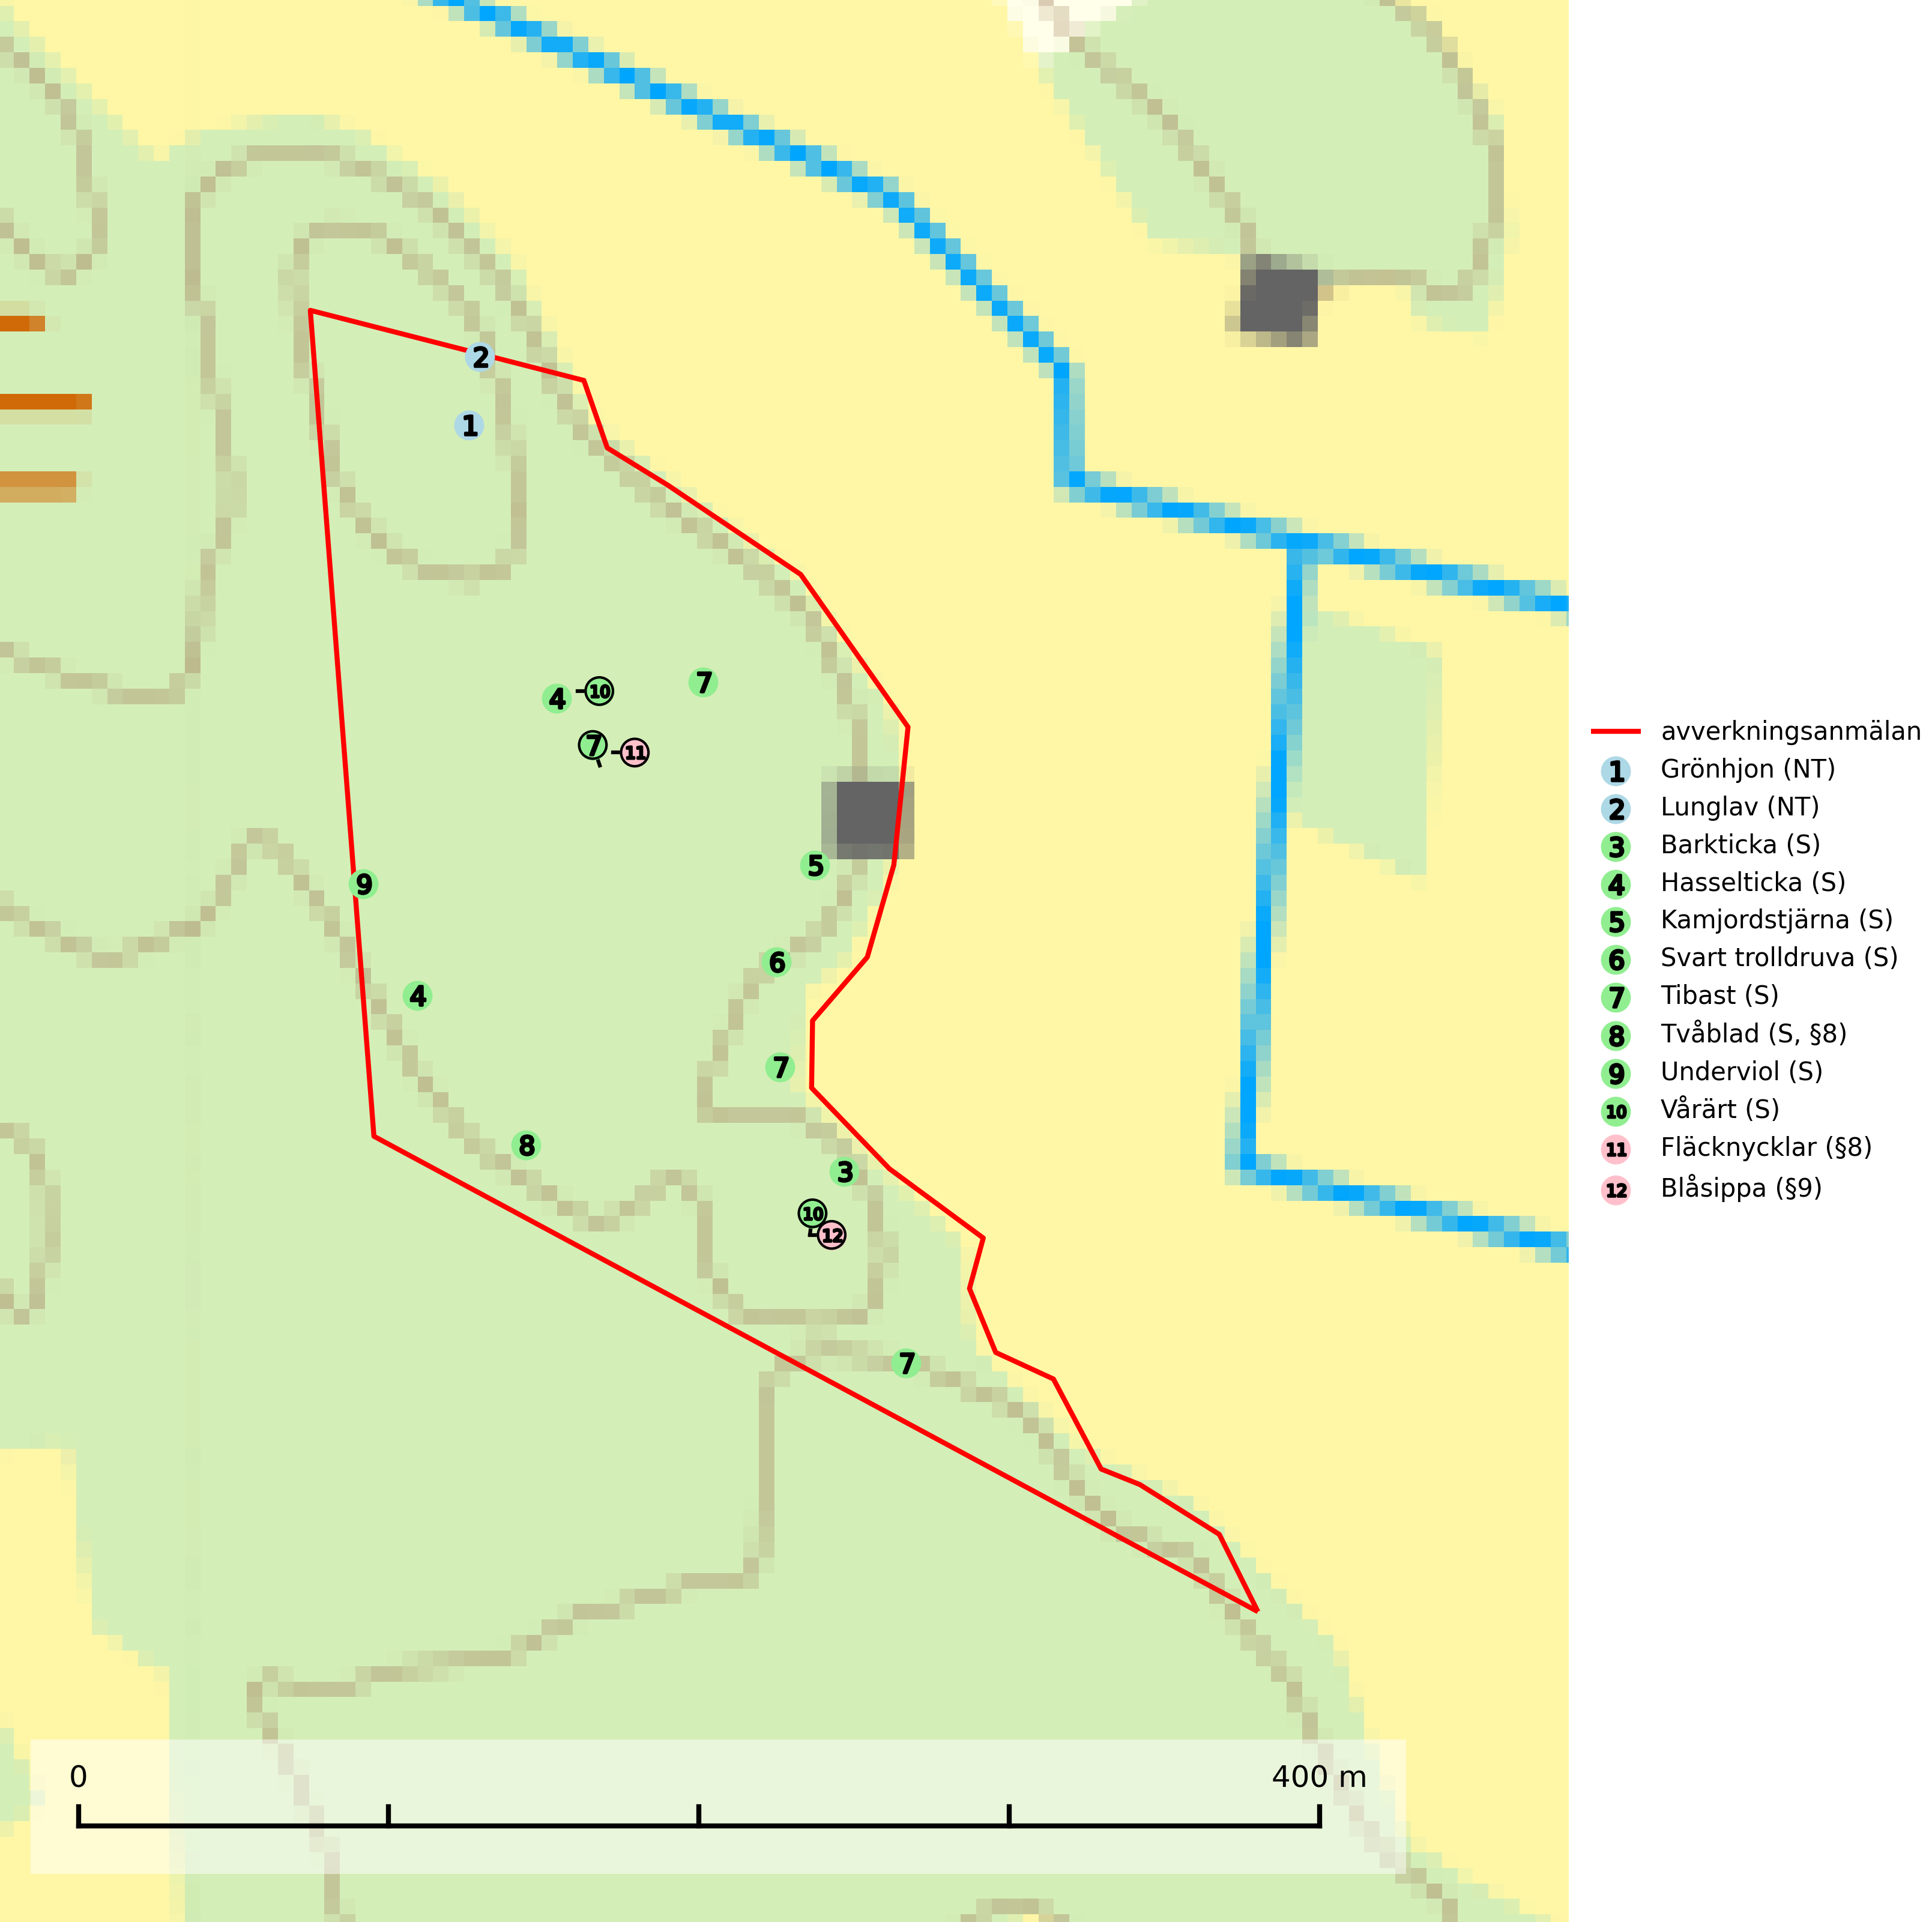 2
1
4
10
7
7
11
5
9
6
4
7
8
3
10
12
7
avverkningsanmälan
1 Grönhjon (NT)
2 Lunglav (NT)
3 Barkticka (S)
4 Hasselticka (S)
5 Kamjordstjärna (S)
6 Svart trolldruva (S)
7 Tibast (S)
8 Tvåblad (S, §8)
9 Underviol (S)
10 Vårärt (S)
11 Fläcknycklar (§8)
12 Blåsippa (§9)
0 400 m